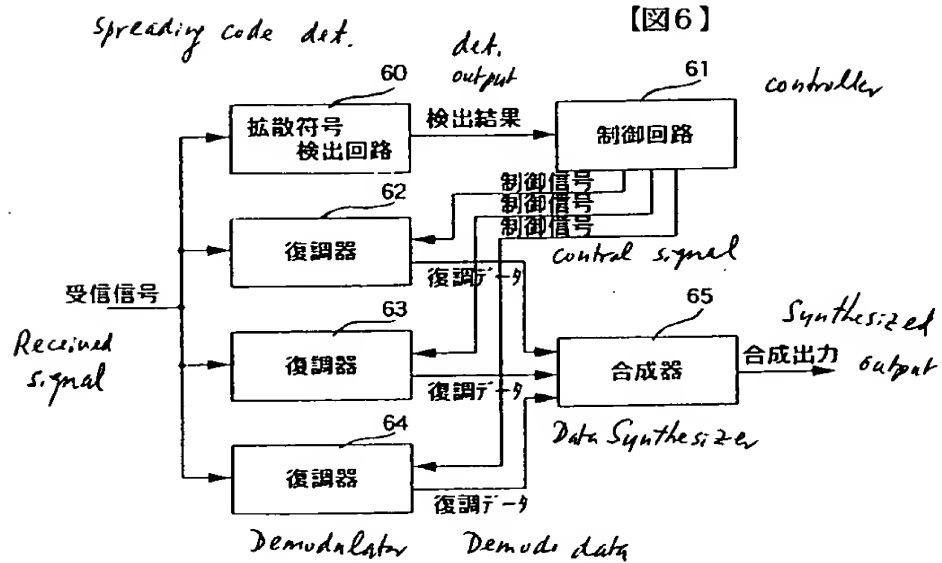 【図6】
Spreading code det.
det.
output
60
61
controller
拡散符号
検出回路
検出結果
制御回路
制御信号
制御信号
制御信号
62
control signal
復調器
復調データ
受信信号
Received
signal
63
復調器
復調データ
65
合成器
Synthesized
output
合成出力
Data Synthesizer
64
復調器
復調データ
Demodulator
Demode data